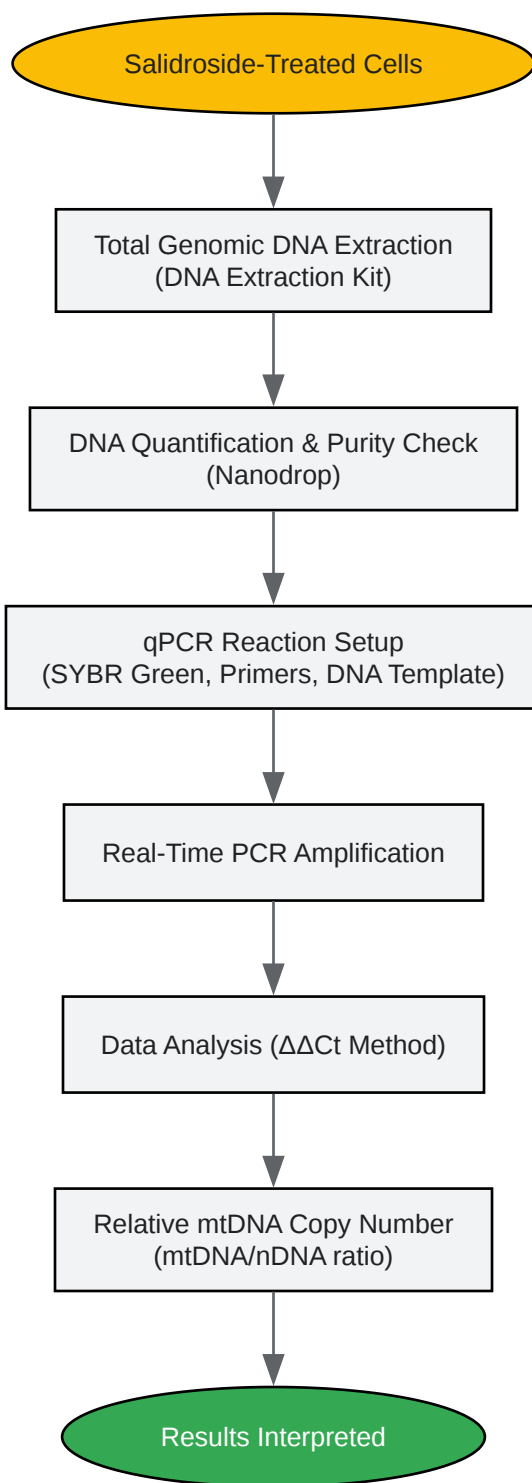 Salidroside-Treated Cells
Total Genomic DNA Extraction
(DNA Extraction Kit)
DNA Quantification & Purity Check
(Nanodrop)
qPCR Reaction Setup
(SYBR Green, Primers, DNA Template)
Real-Time PCR Amplification
Data Analysis (ΔΔCt Method)
Relative mtDNA Copy Number
(mtDNA/nDNA ratio)
Results Interpreted